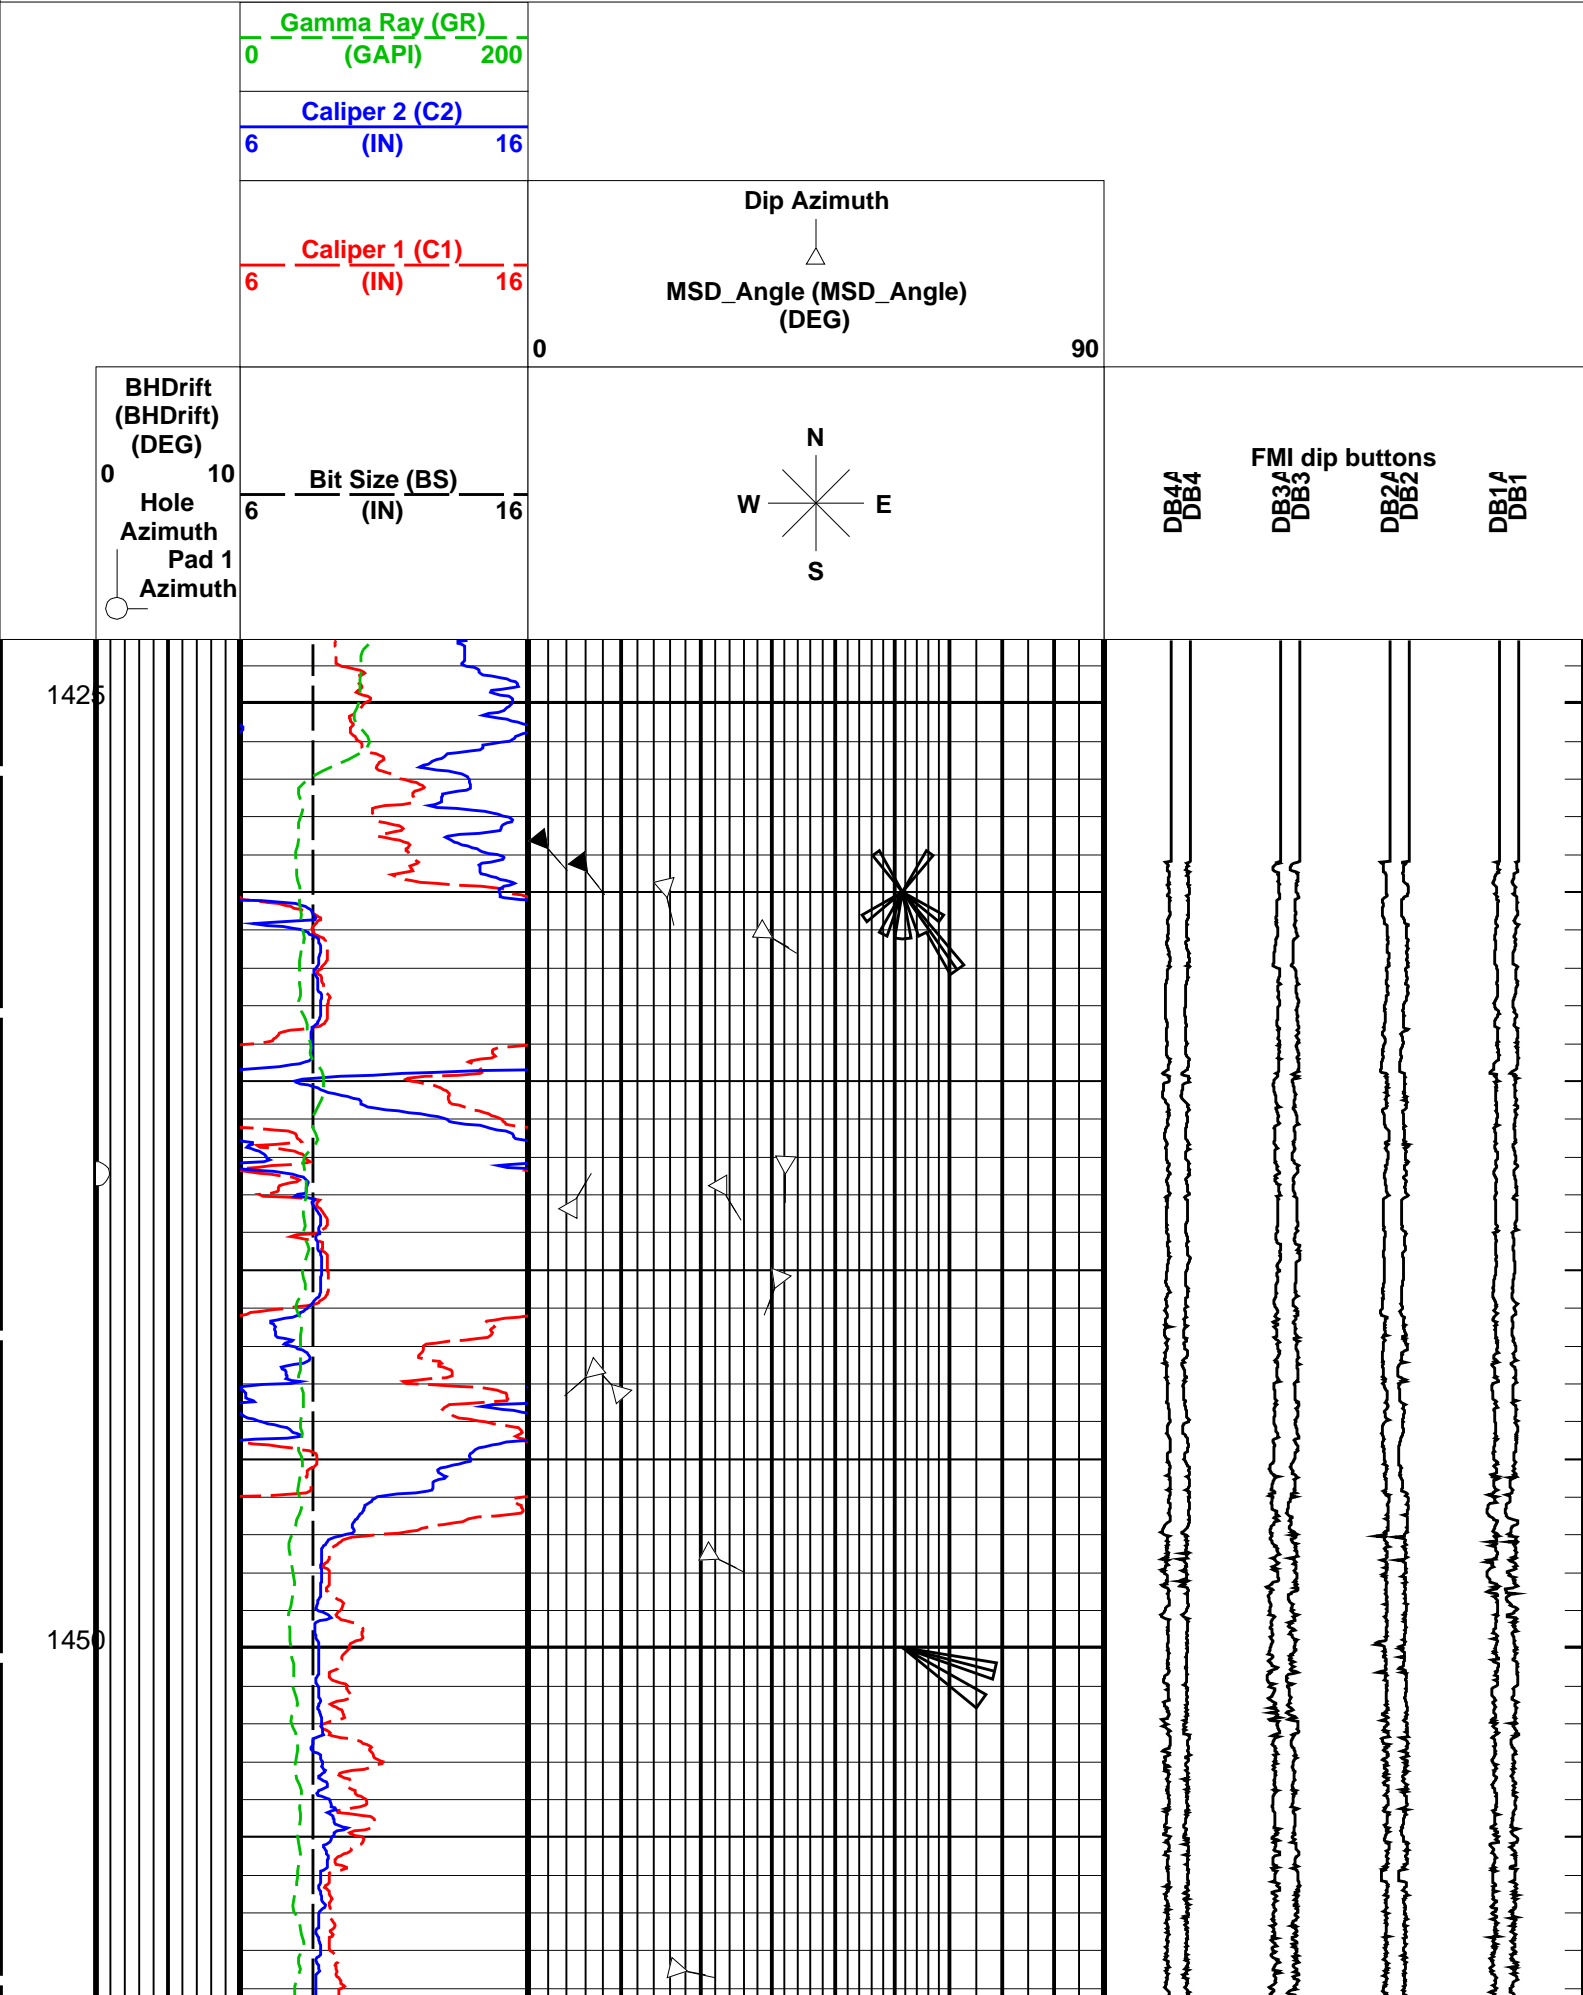 Gamma Ray (GR)
0 (GAPI) 200
Caliper 2 (C2)
6 (IN) 16
Caliper 1 (C1)
6 (IN) 16
Dip Azimuth
MSD_Angle (MSD_Angle)
(DEG)
0 90
BHDrift
(BHDrift)
(DEG)
0 10
Hole
Azimuth
Pad 1
Azimuth
Bit Size (BS)
6 (IN) 16
N
W E
S
FMI dip buttons
DB4A
DB4
DB3A
DB3
DB2A
DB2
DB1A
DB1
1425
1450